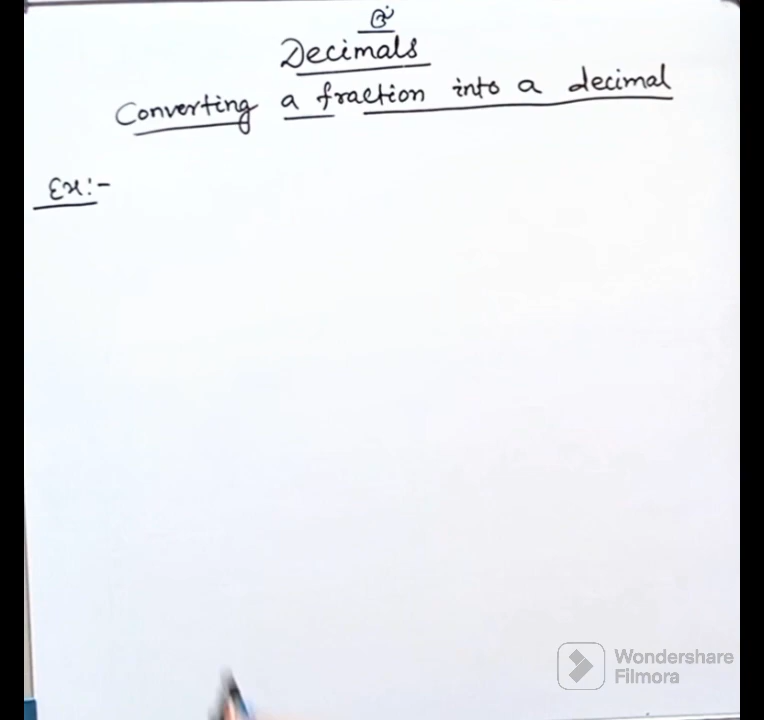 Decimals
Converting a fraction into a decimal
Ex:-
Wondershare
Filmora